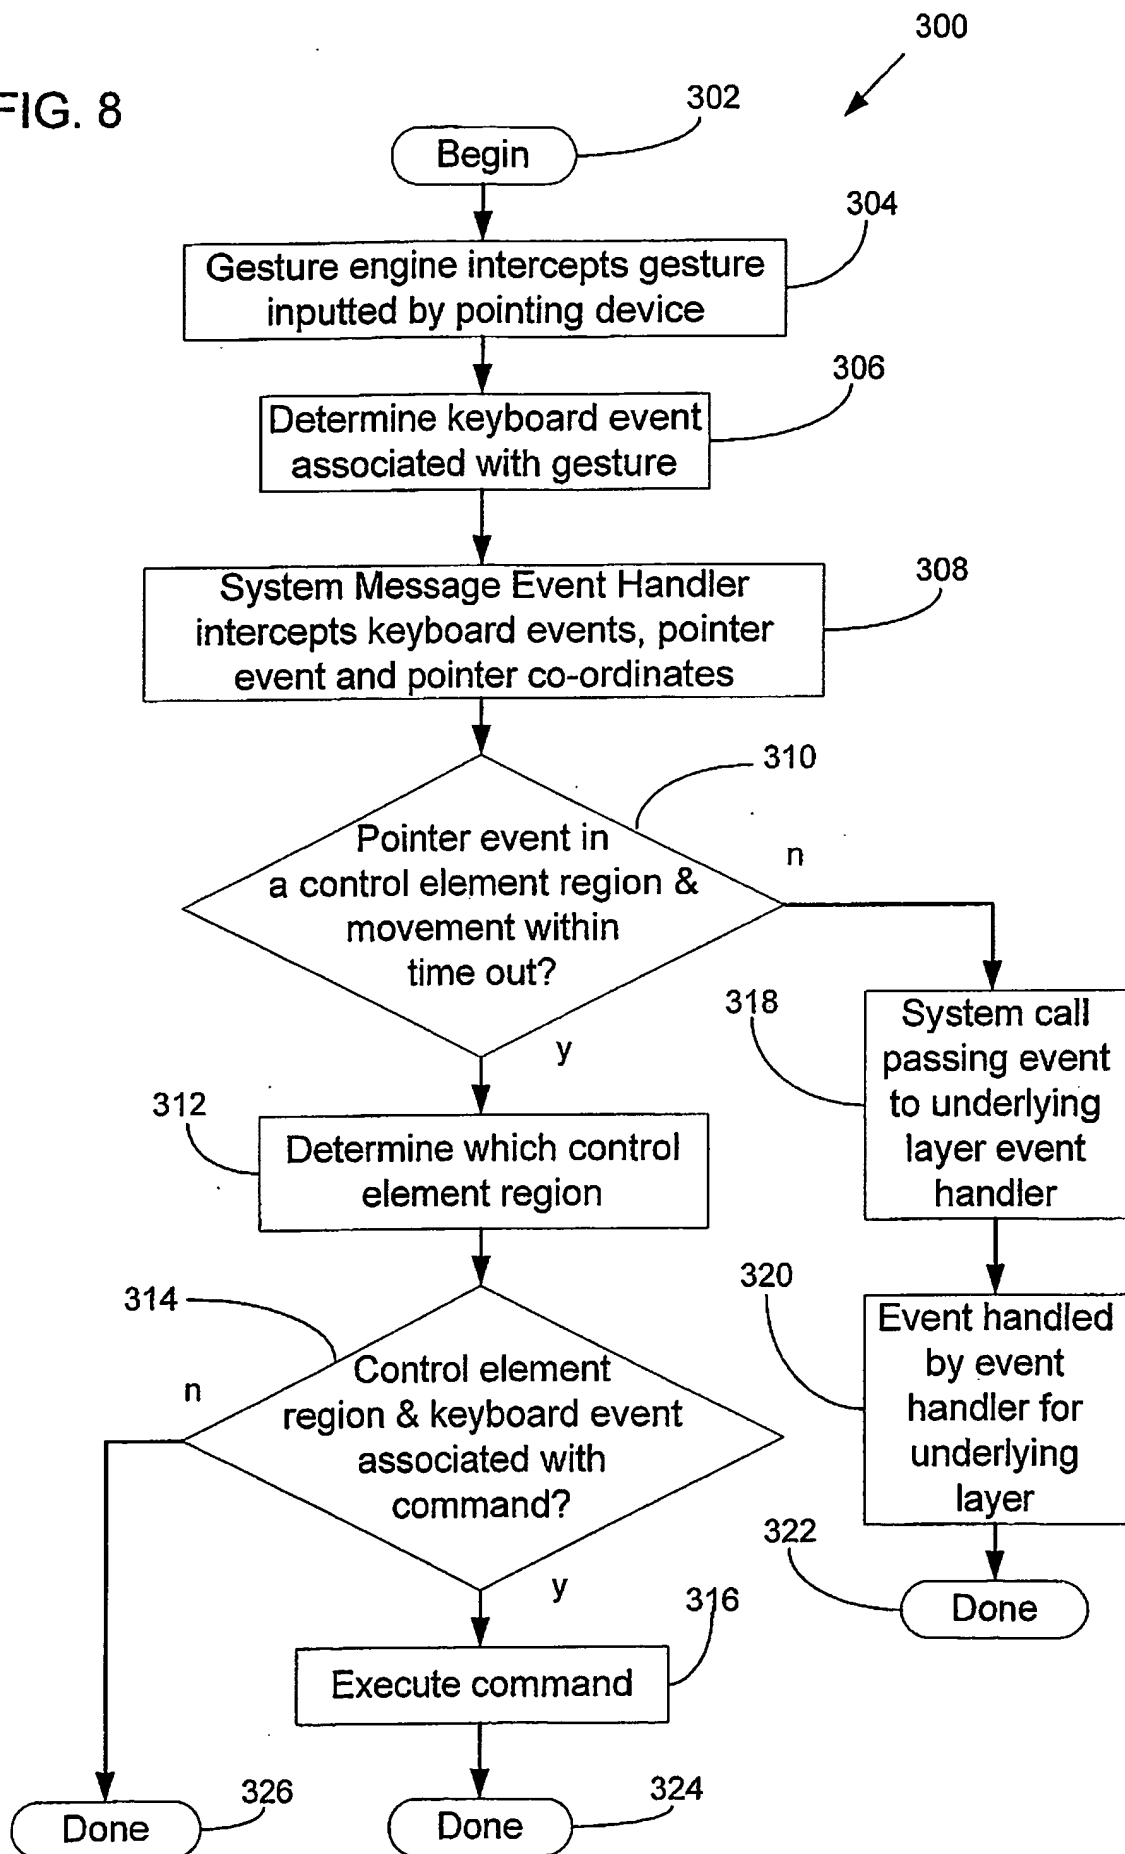 300
FIG. 8
302
Begin
304
Gesture engine intercepts gesture
inputted by pointing device
306
Determine keyboard event
associated with gesture
308
System Message Event Handler
intercepts keyboard events, pointer
event and pointer co-ordinates
310
Pointer event in
a control element region &
movement within
time out?
n
y
318
System call
passing event
to underlying
layer event
handler
312
Determine which control
element region
320
Event handled
by event
handler for
underlying
layer
314
n
Control element
region & keyboard event
associated with
command?
y
322
Done
316
Execute command
326
Done
324
Done